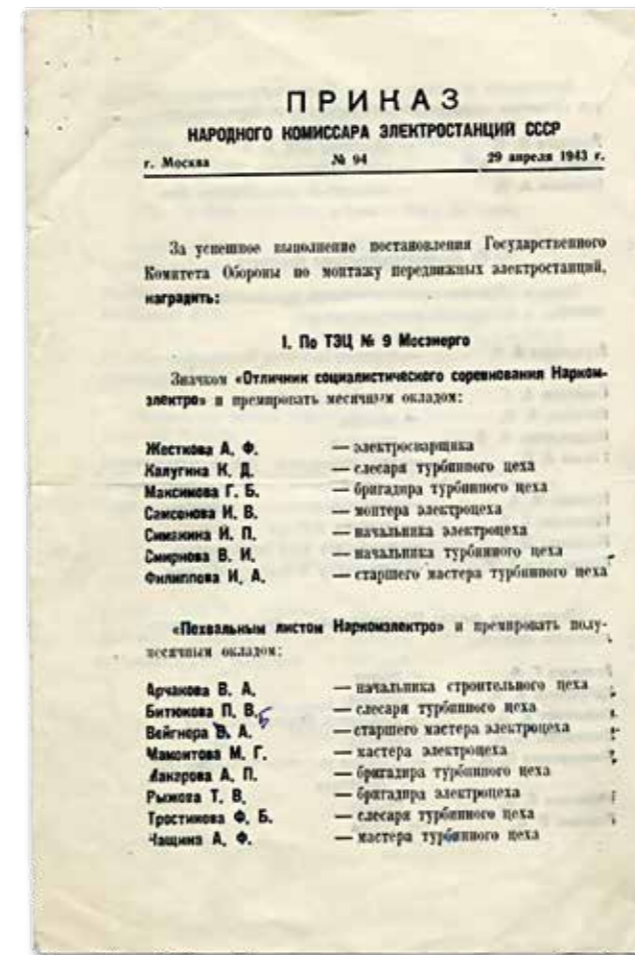 ПРИКАЗ
НАРОДНОГО КОМИССАРА ЭЛЕКТРОСТАНЦИЙ СССР
г. Москва № 94 29 апреля 1943 г.
За успешное выполнение постановления Государственного
Комитета Обороны по монтажу передвижных электростанций,
наградить:
I. По ТЭЦ № 9 Мосэнерго
Значком «Отличник социалистического соревнования Нарком-
электро» и премировать месячным окладом:
Жесткова А. Ф. — электросварщика
Калугина К. Д. — слесаря турбинного цеха
Максимова Г. Б. — бригадира турбинного цеха
Самсонова И. В. — монтера электроцеха
Симакина И. П. — начальника электроцеха
Смирнова В. И. — начальника турбинного цеха
Филиппова И. А. — старшего мастера турбинного цеха
«Похвальным листом Наркомэлектро» и премировать полу-
месячным окладом:
Арчакова В. А. — начальника строительного цеха
Битюкова П. В. — слесаря турбинного цеха
Вейгнера В. А. — старшего мастера электроцеха
Мамонтова М. Г. — мастера электроцеха
Макарова А. П. — бригадира турбинного цеха
Рыжова Т. В. — бригадира электроцеха
Тростинова Ф. Б. — слесаря турбинного цеха
Чащина А. Ф. — мастера турбинного цеха